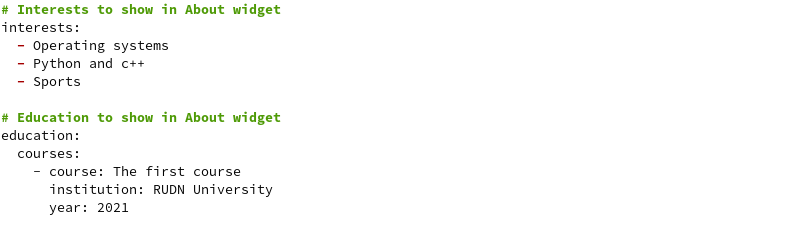 # Interests to show in About widget
interests:
  - Operating systems
  - Python and c++
  - Sports

# Education to show in About widget
education:
  courses:
    - course: The first course
      institution: RUDN University
      year: 2021